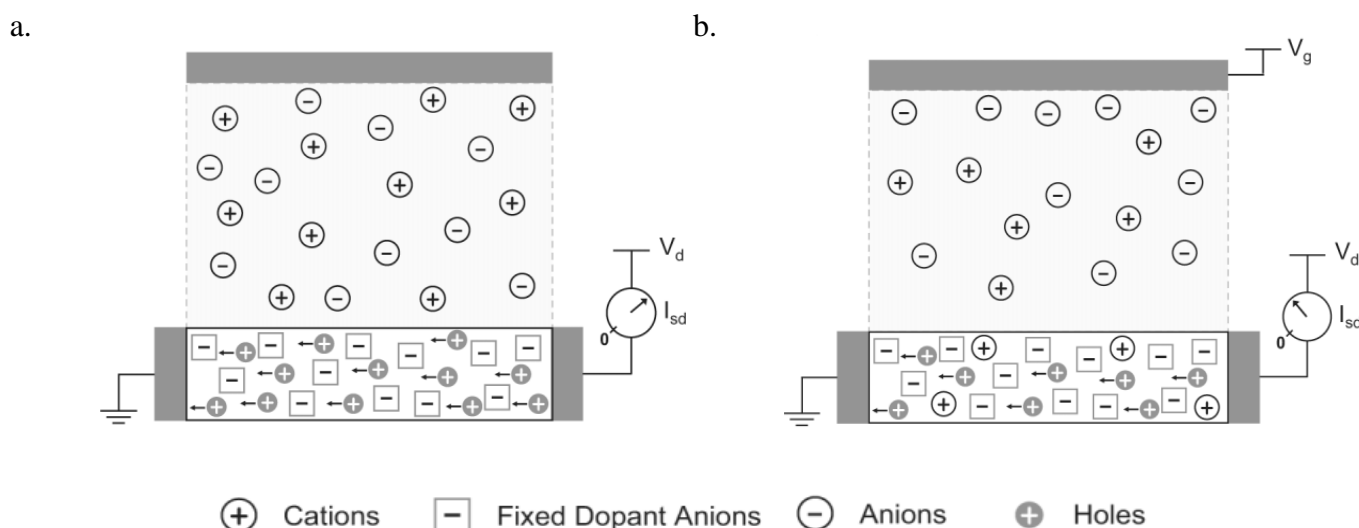 a.
b.
V_g
V_d
I_sd
0
V_d
I_sd
0
Cations
Fixed Dopant Anions
Anions
Holes